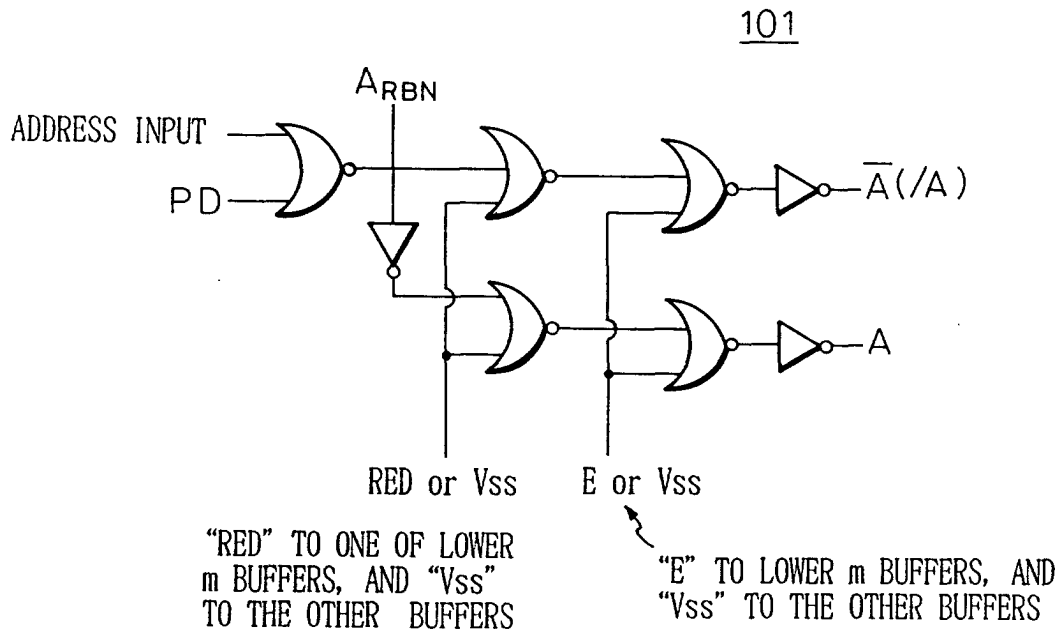 101
A RBN
ADDRESS INPUT
PD
A̅(/A)
A
RED or Vss
E or Vss
“RED” TO ONE OF LOWER
m BUFFERS, AND “Vss”
TO THE OTHER BUFFERS
“E” TO LOWER m BUFFERS, AND
“Vss” TO THE OTHER BUFFERS